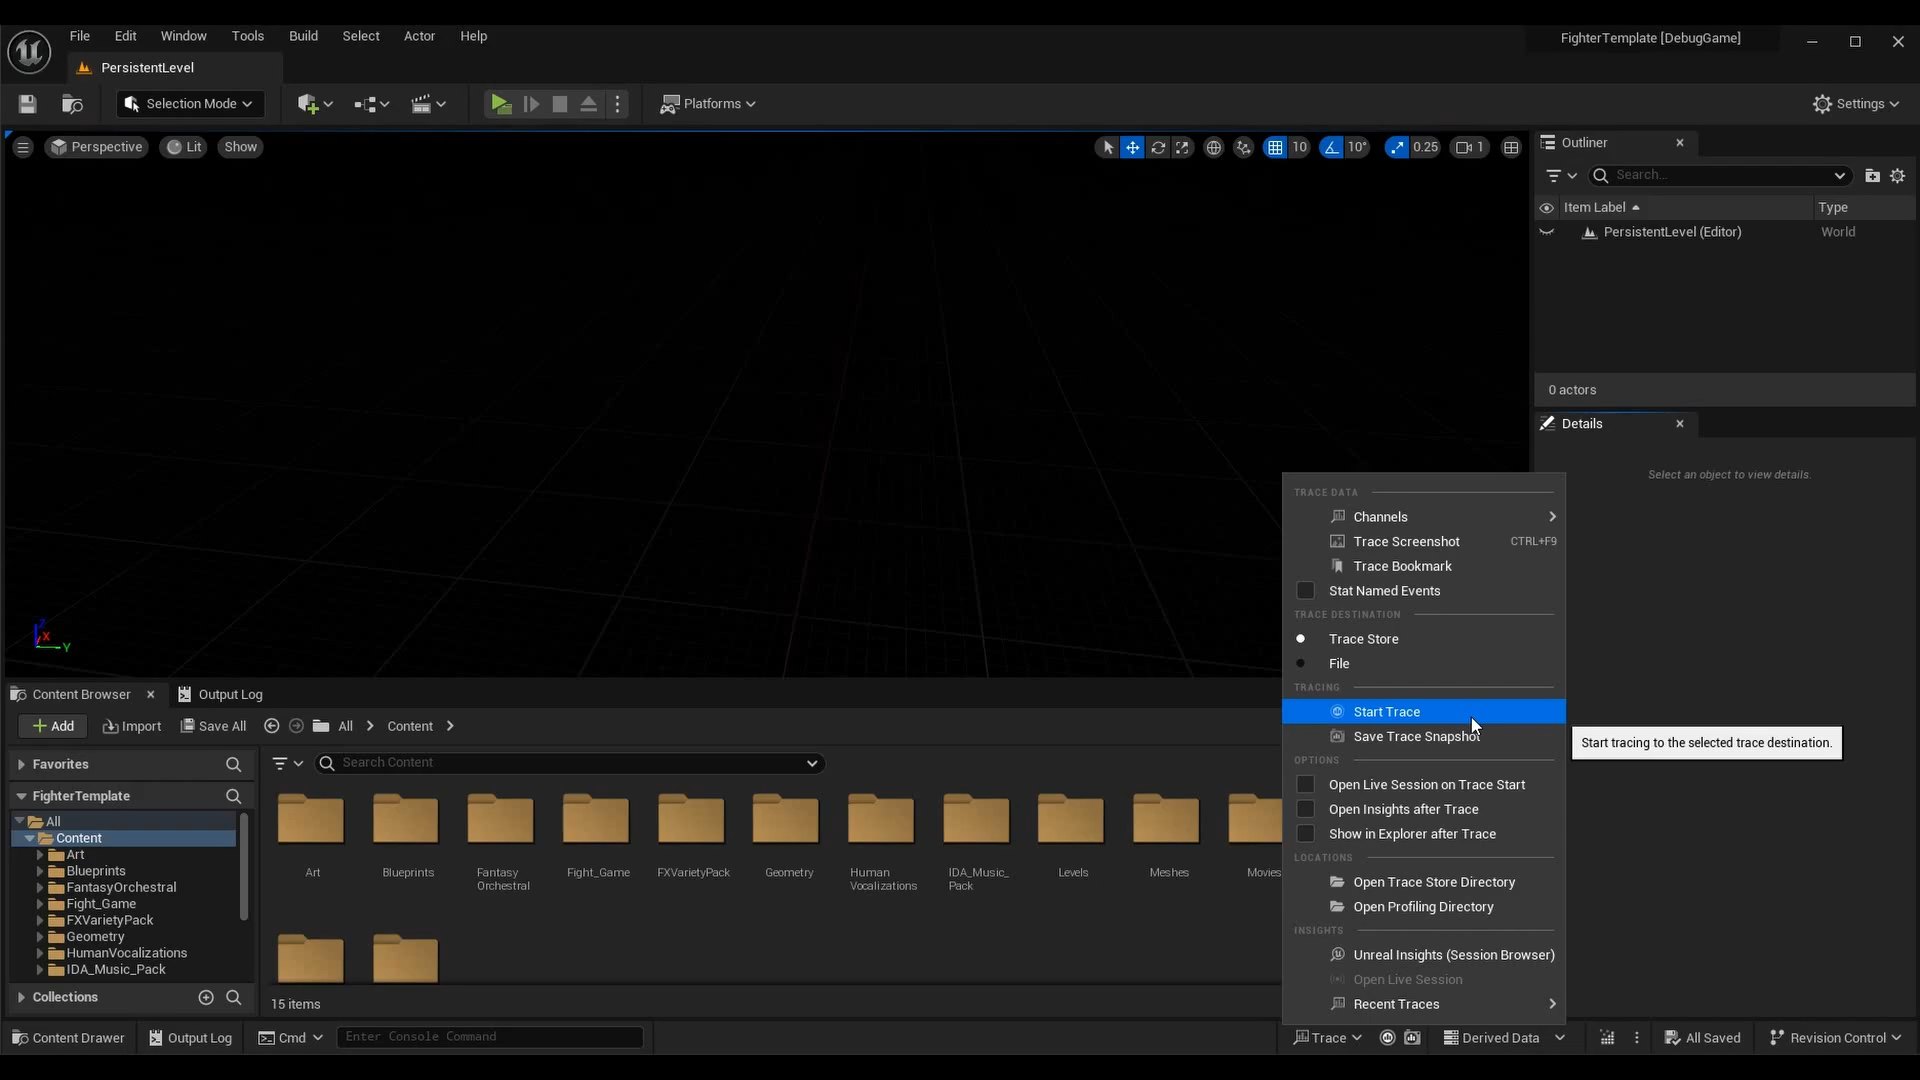 File Edit Window Tools Build Select Actor Help
FighterTemplate [DebugGame]
PersistentLevel
Selection Mode
Platforms
Settings
Perspective Lit Show
10 10° 0.25 1
Outliner
Search...
Item Label Type
PersistentLevel (Editor) World
0 actors
Details
Select an object to view details.
TRACE DATA
Channels
Trace Screenshot CTRL+F9
Trace Bookmark
Stat Named Events
TRACE DESTINATION
Trace Store
File
TRACING
Start Trace
Save Trace Snapshot
Start tracing to the selected trace destination.
OPTIONS
Open Live Session on Trace Start
Open Insights after Trace
Show in Explorer after Trace
LOCATIONS
Open Trace Store Directory
Open Profiling Directory
INSIGHTS
Unreal Insights (Session Browser)
Open Live Session
Recent Traces
Z
X
Y
Content Browser Output Log
Add Import Save All All Content
Favorites
Search Content
FighterTemplate
All
Content
Art
Blueprints
FantasyOrchestral
Fight_Game
FXVarietyPack
Geometry
HumanVocalizations
IDA_Music_Pack
Collections
Art
Blueprints
Fantasy
Orchestral
Fight_Game
FXVarietyPack
Geometry
Human
Vocalizations
IDA_Music_
Pack
Levels
Meshes
Movies
15 items
Content Drawer Output Log Cmd Enter Console Command
Trace Derived Data All Saved Revision Control